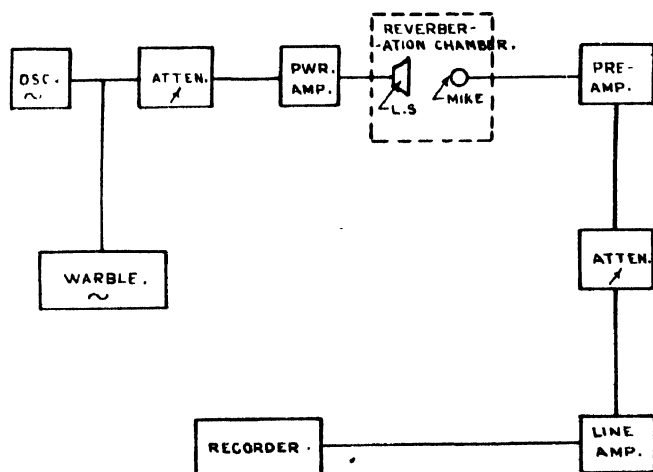 REVERBER-
-ATION CHAMBER.
OSC.
ATTEN.
PWR.
AMP.
L.S
MIKE
PRE-
AMP.
WARBLE.
ATTEN.
RECORDER.
LINE
AMP.